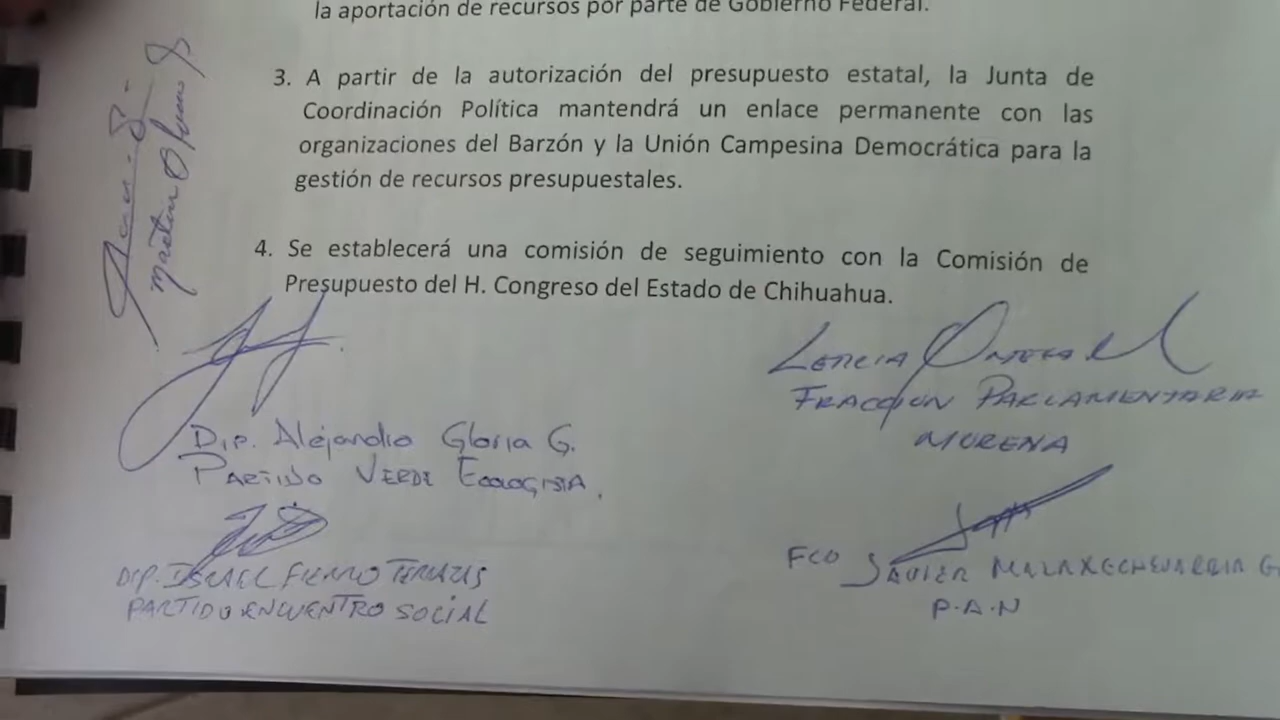 la aportación de recursos por parte de Gobierno Federal.
3. A partir de la autorización del presupuesto estatal, la Junta de
Coordinación Política mantendrá un enlace permanente con las
organizaciones del Barzón y la Unión Campesina Democrática para la
gestión de recursos presupuestales.
4. Se establecerá una comisión de seguimiento con la Comisión de
Presupuesto del H. Congreso del Estado de Chihuahua.
Martín
DIP. Alejandro Gloria G.
PARTIDO VERDE ECOLOGISTA.
DIP. ISRAEL FIERRO TERRAZAS
PARTIDO ENCUENTRO SOCIAL
FRACCION PARLAMENTARIA
MORENA
FCO JAVIER MALAXECHEVARRIA G
P.A.N